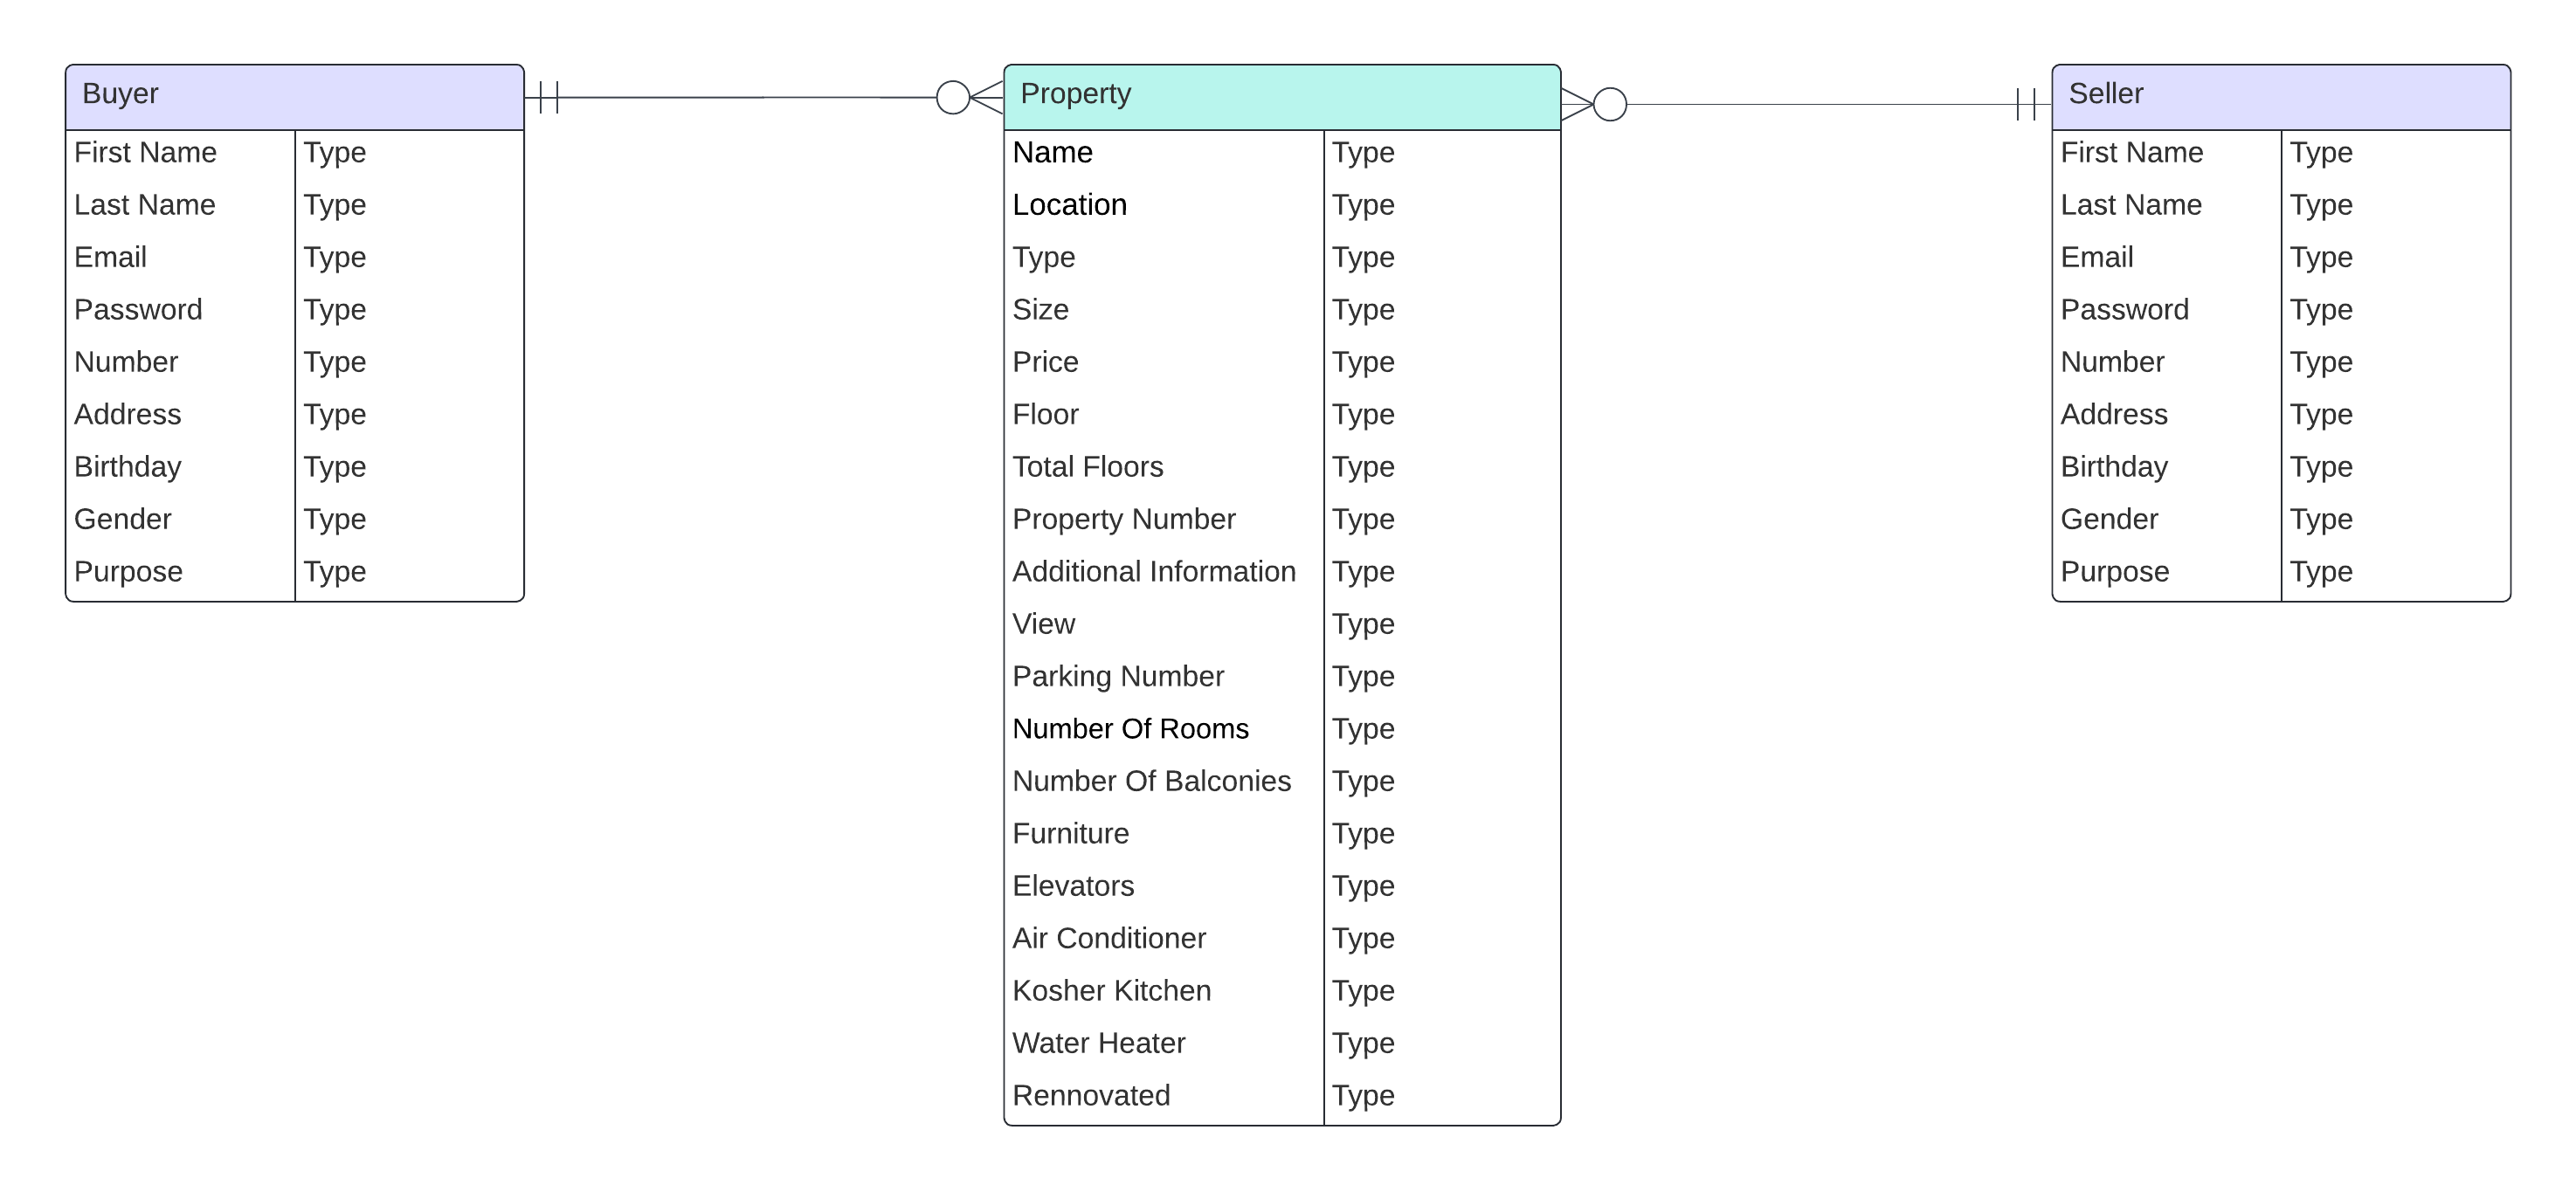 Buyer
First Name Type
Last Name Type
Email Type
Password Type
Number Type
Address Type
Birthday Type
Gender Type
Purpose Type
Property
Name Type
Location Type
Type Type
Size Type
Price Type
Floor Type
Total Floors Type
Property Number Type
Additional Information Type
View Type
Parking Number Type
Number Of Rooms Type
Number Of Balconies Type
Furniture Type
Elevators Type
Air Conditioner Type
Kosher Kitchen Type
Water Heater Type
Rennovated Type
Seller
First Name Type
Last Name Type
Email Type
Password Type
Number Type
Address Type
Birthday Type
Gender Type
Purpose Type